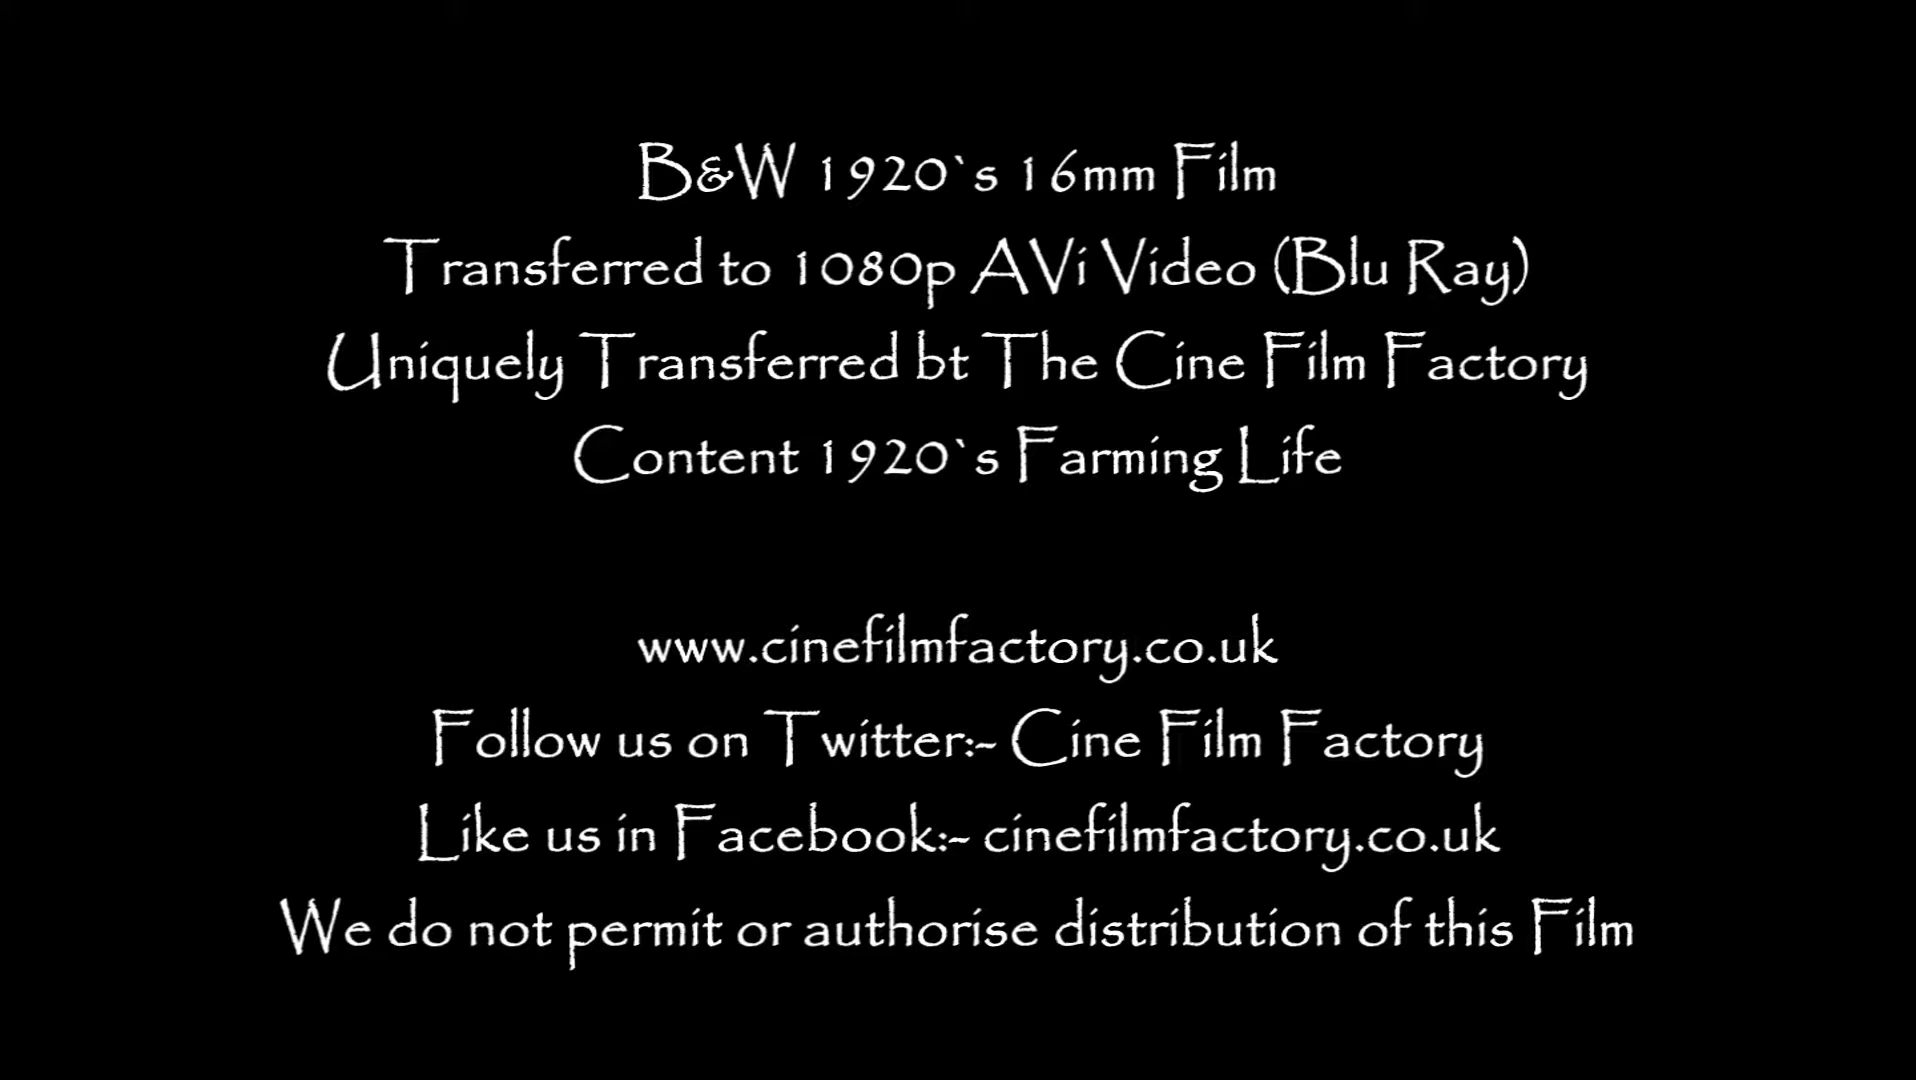 B&W 1920`s 16mm Film
Transferred to 1080p AVi Video (Blu Ray)
Uniquely Transferred bt The Cine Film Factory
Content 1920`s Farming Life
www.cinefilmfactory.co.uk
Follow us on Twitter:- Cine Film Factory
Like us in Facebook:- cinefilmfactory.co.uk
We do not permit or authorise distribution of this Film